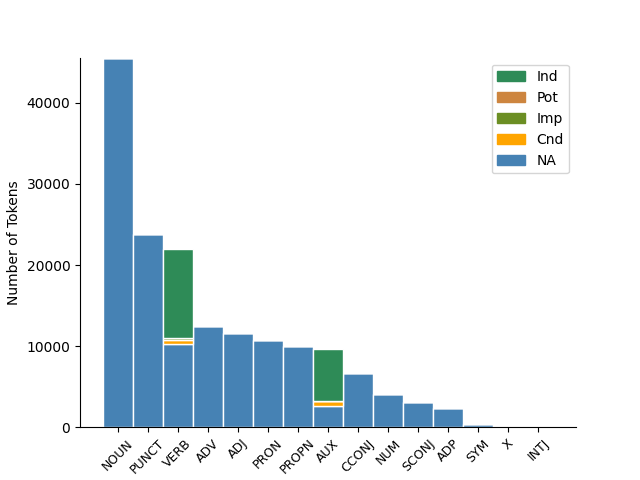 Ind
Pot
Imp
Cnd
NA
40000
30000
20000
10000
0
Number of Tokens
NOUN
PUNCT
VERB
ADV
ADJ
PRON
PROPN
AUX
CCONJ
NUM
SCONJ
ADP
SYM
X
INTJ